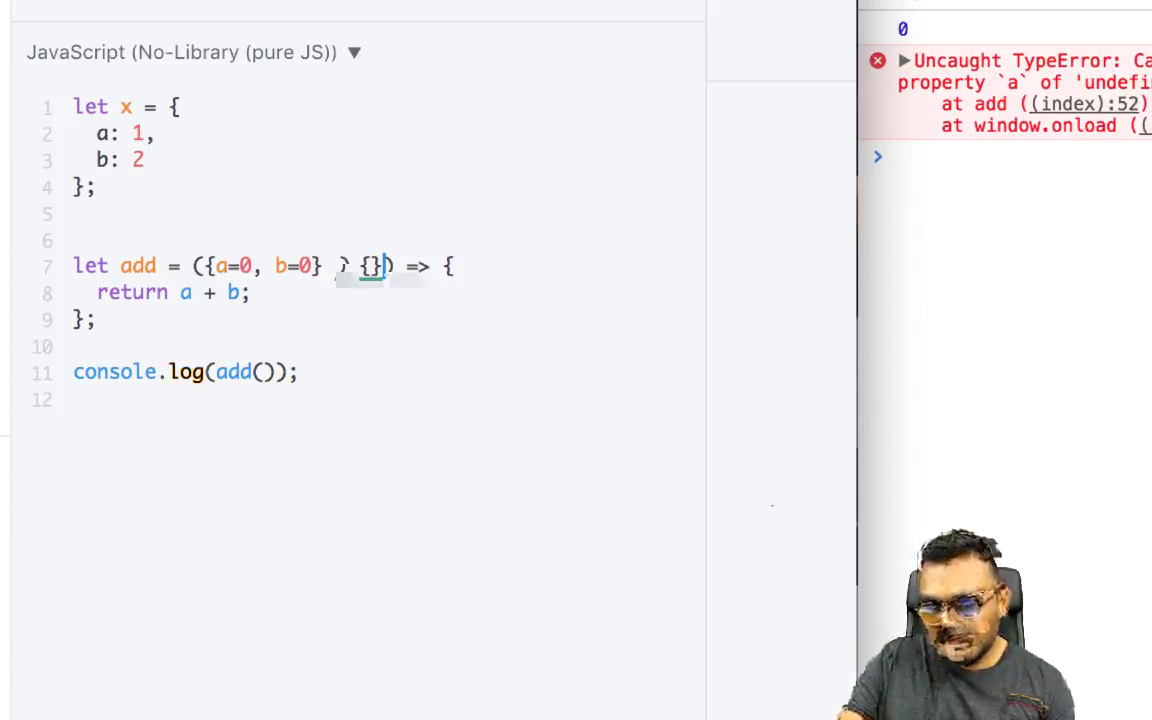 JavaScript (No-Library (pure JS)) ▼
1 let x = {
2 a: 1,
3 b: 2
4 };
5
6
7 let add = ({a=0, b=0} ) {}) => {
8 return a + b;
9 };
10
11 console.log(add());
12
0
▶Uncaught TypeError: Ca
property `a` of 'undefi
at add ((index):52)
at window.onload ((
>